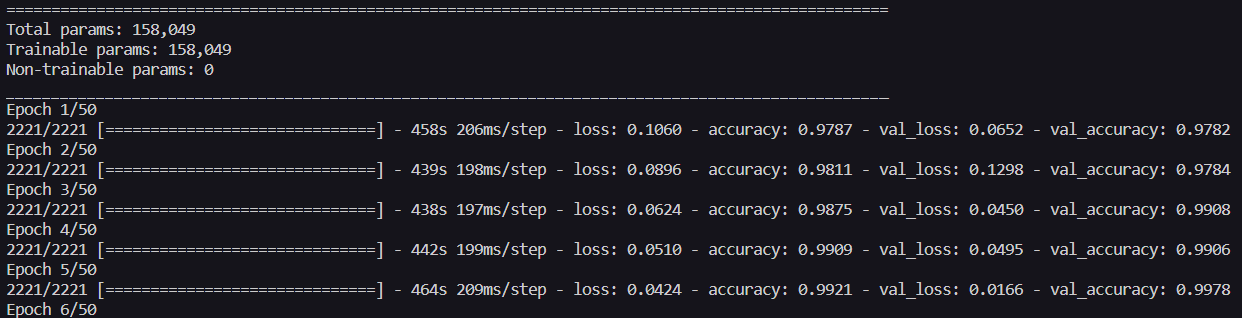 ==================================================================================================
Total params: 158,049
Trainable params: 158,049
Non-trainable params: 0
__________________________________________________________________________________________________
Epoch 1/50
2221/2221 [==============================] - 458s 206ms/step - loss: 0.1060 - accuracy: 0.9787 - val_loss: 0.0652 - val_accuracy: 0.9782
Epoch 2/50
2221/2221 [==============================] - 439s 198ms/step - loss: 0.0896 - accuracy: 0.9811 - val_loss: 0.1298 - val_accuracy: 0.9784
Epoch 3/50
2221/2221 [==============================] - 438s 197ms/step - loss: 0.0624 - accuracy: 0.9875 - val_loss: 0.0450 - val_accuracy: 0.9908
Epoch 4/50
2221/2221 [==============================] - 442s 199ms/step - loss: 0.0510 - accuracy: 0.9909 - val_loss: 0.0495 - val_accuracy: 0.9906
Epoch 5/50
2221/2221 [==============================] - 464s 209ms/step - loss: 0.0424 - accuracy: 0.9921 - val_loss: 0.0166 - val_accuracy: 0.9978
Epoch 6/50